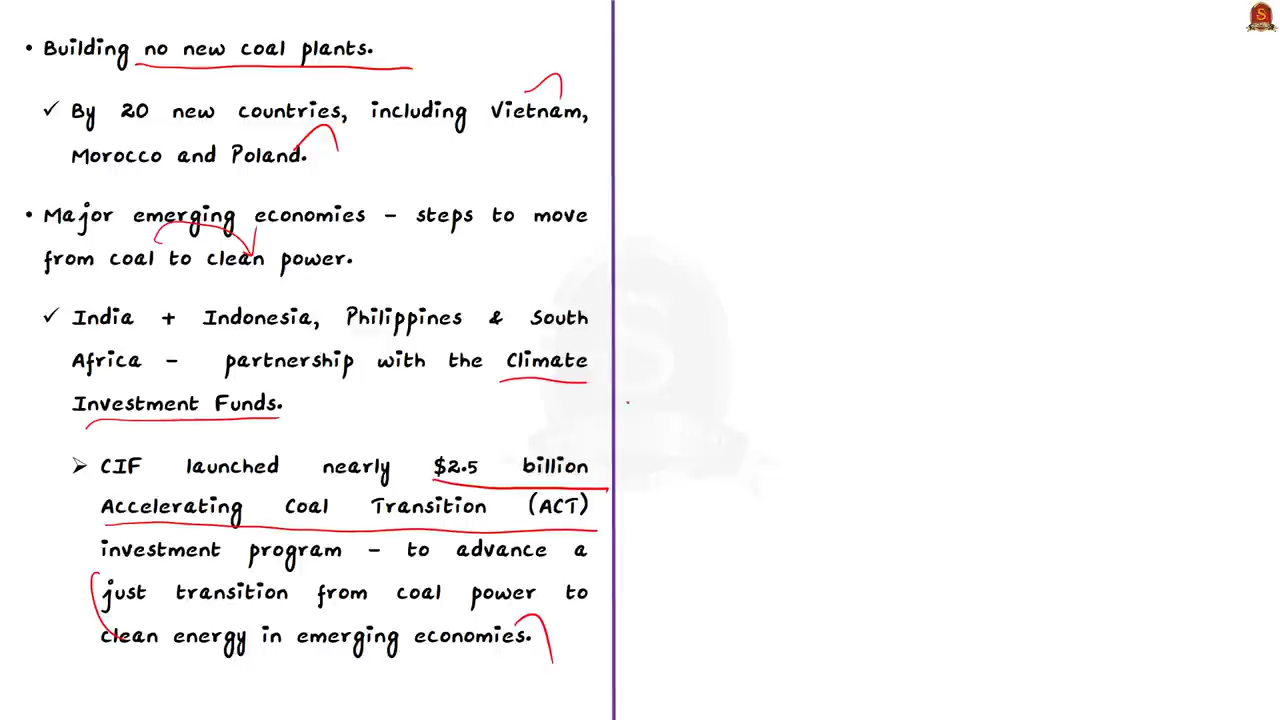 • Building no new coal plants.
✓ By 20 new countries, including Vietnam,
Morocco and Poland.
• Major emerging economies – steps to move
from coal to clean power.
✓ India + Indonesia, Philippines & South
Africa – partnership with the Climate
Investment Funds.
➢ CIF launched nearly $2.5 billion
Accelerating Coal Transition (ACT)
investment program – to advance a
just transition from coal power to
clean energy in emerging economies.